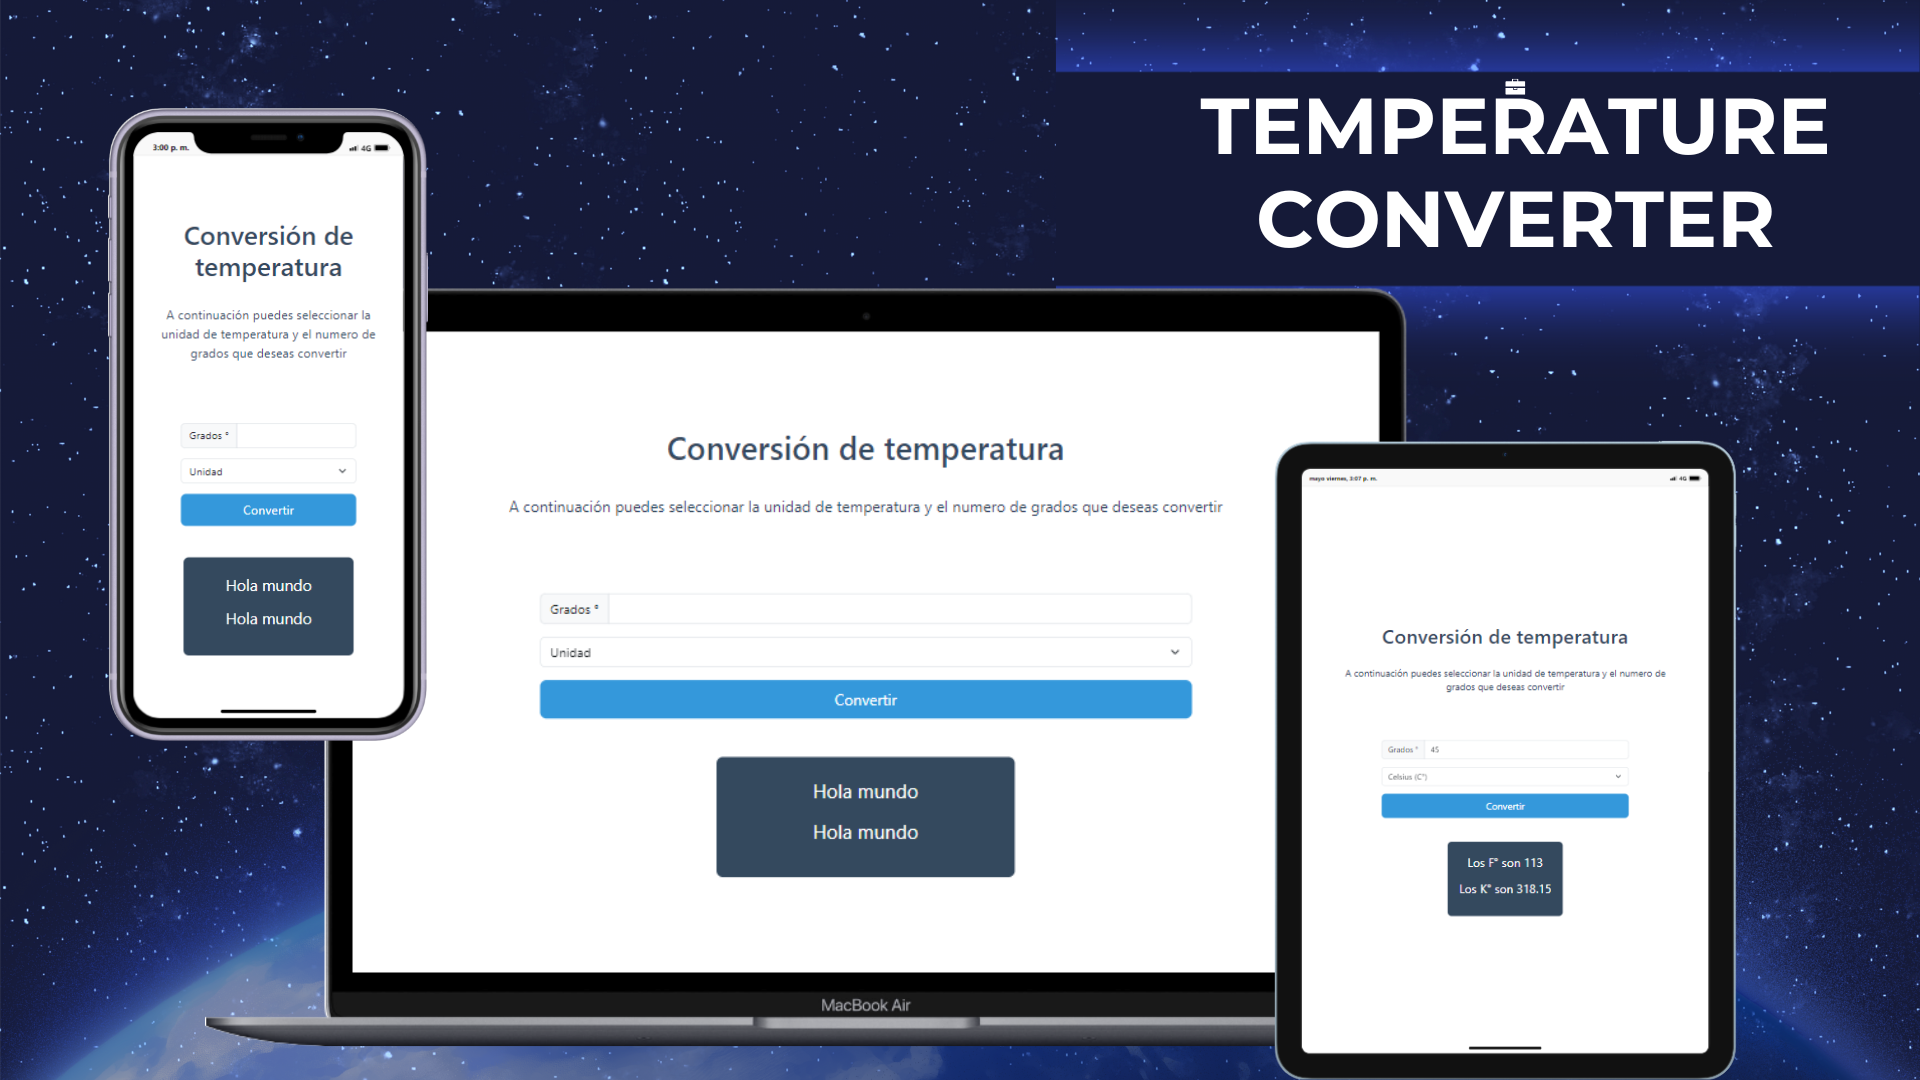 TEMPERATURE
CONVERTER
3:00 p. m.
4G
Conversión de
temperatura
A continuación puedes seleccionar la
unidad de temperatura y el numero de
grados que deseas convertir
Grados °
Unidad
Convertir
Hola mundo
Hola mundo
Conversión de temperatura
A continuación puedes seleccionar la unidad de temperatura y el numero de grados que deseas convertir
Grados °
Unidad
Convertir
Hola mundo
Hola mundo
MacBook Air
mayo viernes, 3:07 p. m.
4G
Conversión de temperatura
A continuación puedes seleccionar la unidad de temperatura y el numero de
grados que deseas convertir
Grados ° 45
Celsius (C°)
Convertir
Los F° son 113
Los K° son 318.15